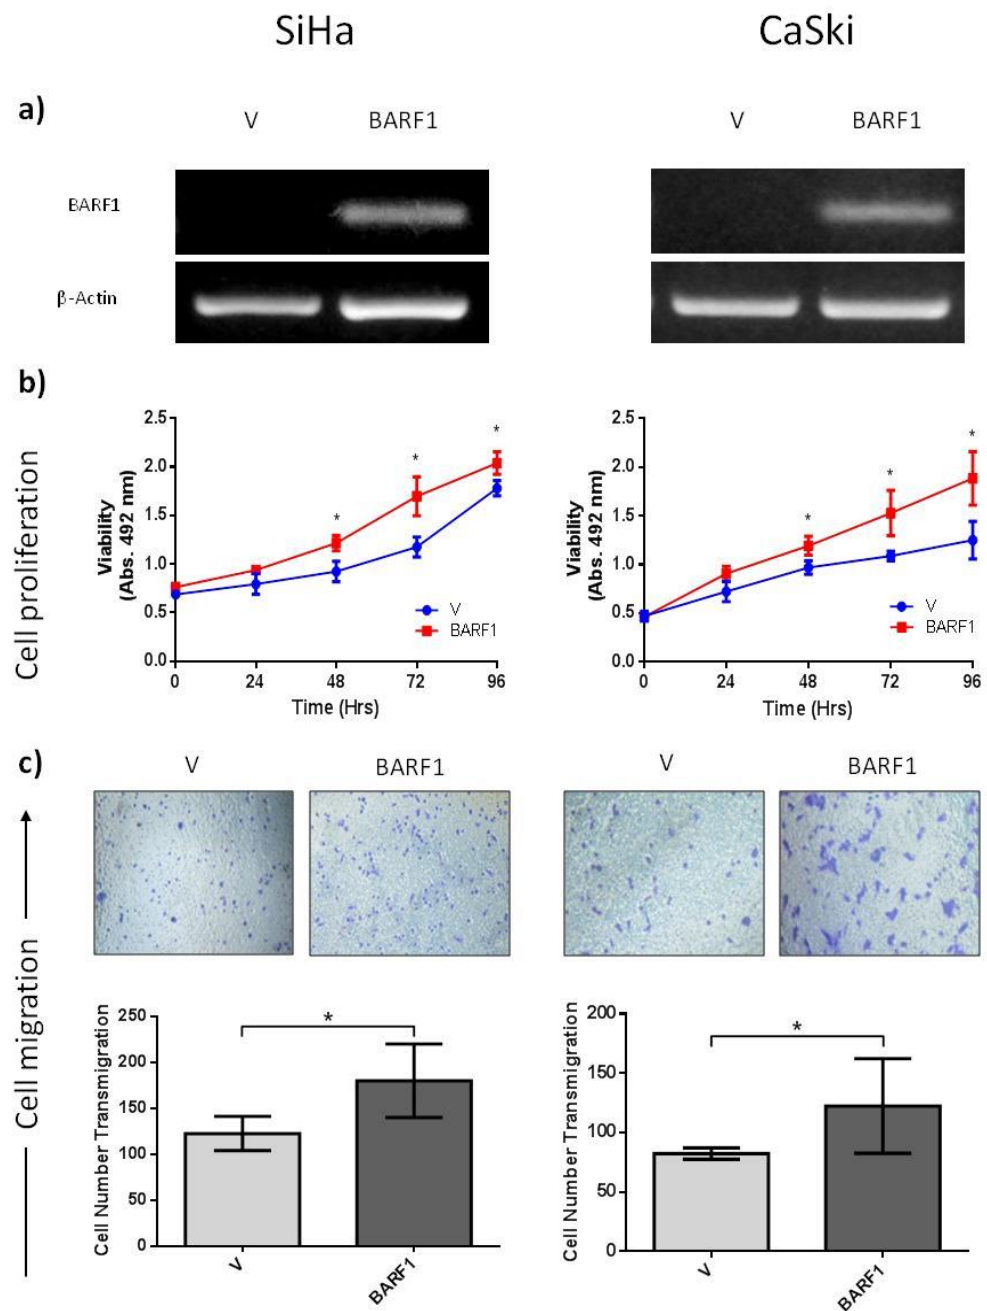 SiHa CaSki
a)
V BARF1 V BARF1
BARF1
β-Actin
b)
Cell proliferation
Viability
(Abs. 492 nm)
2.5
2.0
1.5
1.0
0.5
0.0
* * *
V
BARF1
0 24 48 72 96
Time (Hrs)
Viability
(Abs. 492 nm)
2.5
2.0
1.5
1.0
0.5
0.0
* * *
V
BARF1
0 24 48 72 96
Time (Hrs)
c)
V BARF1 V BARF1
Cell migration
Cell Number Transmigration
250
200
150
100
50
0
*
V BARF1
Cell Number Transmigration
200
150
100
50
0
*
V BARF1